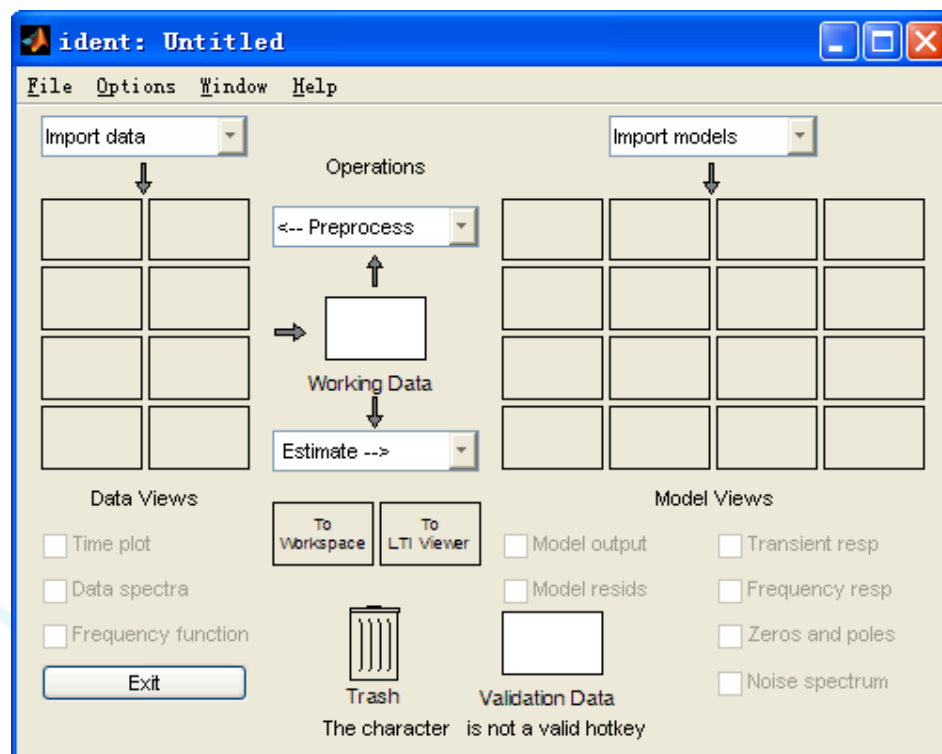 ident: Untitled
File Options Window Help
Import data
Import models
Operations
<-- Preprocess
Working Data
Estimate -->
Data Views
Model Views
To
Workspace
To
LTI Viewer
Time plot
Data spectra
Frequency function
Model output
Model resids
Transient resp
Frequency resp
Zeros and poles
Noise spectrum
Exit
Trash
Validation Data
The character is not a valid hotkey